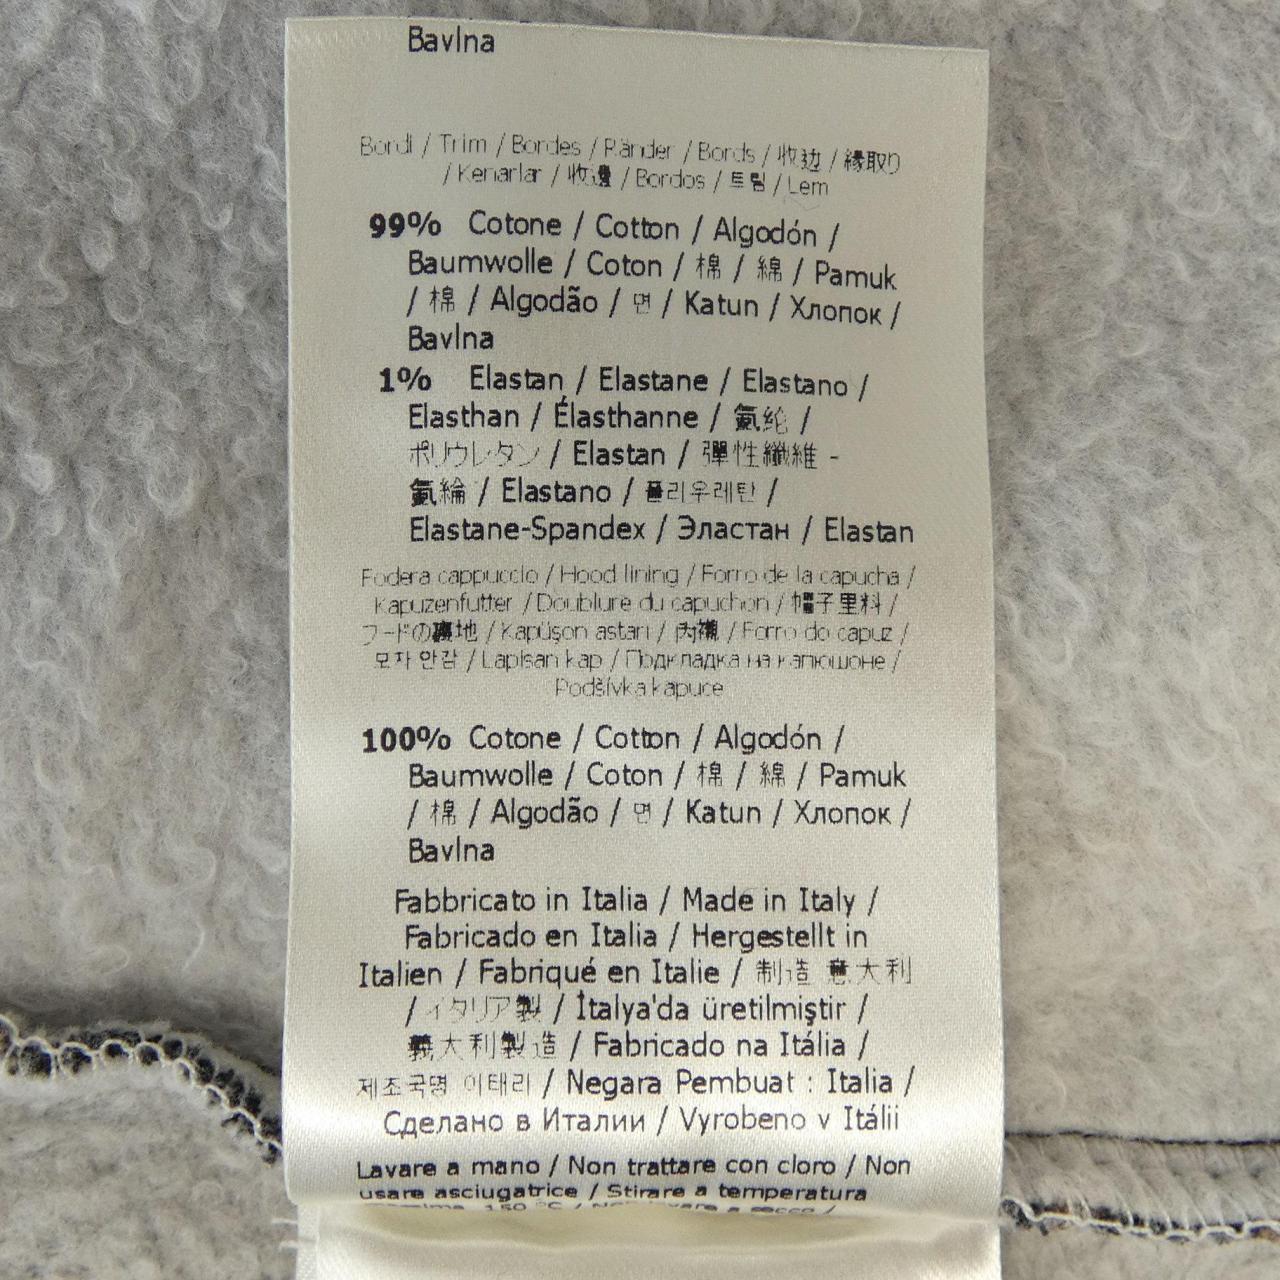 Bavlna
Bordi / Trim / Bordes / Ränder / Bords / 收边 / 縁取り
/ Kenarlar / 收邊 / Bordos / 트림 / Lem
99% Cotone / Cotton / Algodón /
Baumwolle / Coton / 棉 / 綿 / Pamuk
/ 棉 / Algodão / 면 / Katun / Хлопок /
Bavlna
1% Elastan / Elastane / Elastano /
Elasthan / Élasthanne / 氨纶 /
ポリウレタン / Elastan / 彈性纖維 -
氨綸 / Elastano / 폴리우레탄 /
Elastane-Spandex / Эластан / Elastan
Fodera cappuccio / Hood lining / Forro de la capucha /
Kapuzenfutter / Doublure du capuchon / 帽子里料 /
フードの裏地 / Kapüşon astarı / 內襯 / Forro do capuz /
모자 안감 / Lapisan kap / Подкладка на капюшоне /
Podšívka kapuce
100% Cotone / Cotton / Algodón /
Baumwolle / Coton / 棉 / 綿 / Pamuk
/ 棉 / Algodão / 면 / Katun / Хлопок /
Bavlna
Fabbricato in Italia / Made in Italy /
Fabricado en Italia / Hergestellt in
Italien / Fabriqué en Italie / 制造 意大利
/ イタリア製 / İtalya'da üretilmiştir /
義大利製造 / Fabricado na Itália /
제조국명 이태리 / Negara Pembuat : Italia /
Сделано в Италии / Vyrobeno v Itálii
Lavare a mano / Non trattare con cloro / Non
usare asciugatrice / Stirare a temperatura
150 °C / Non lavare a secco /